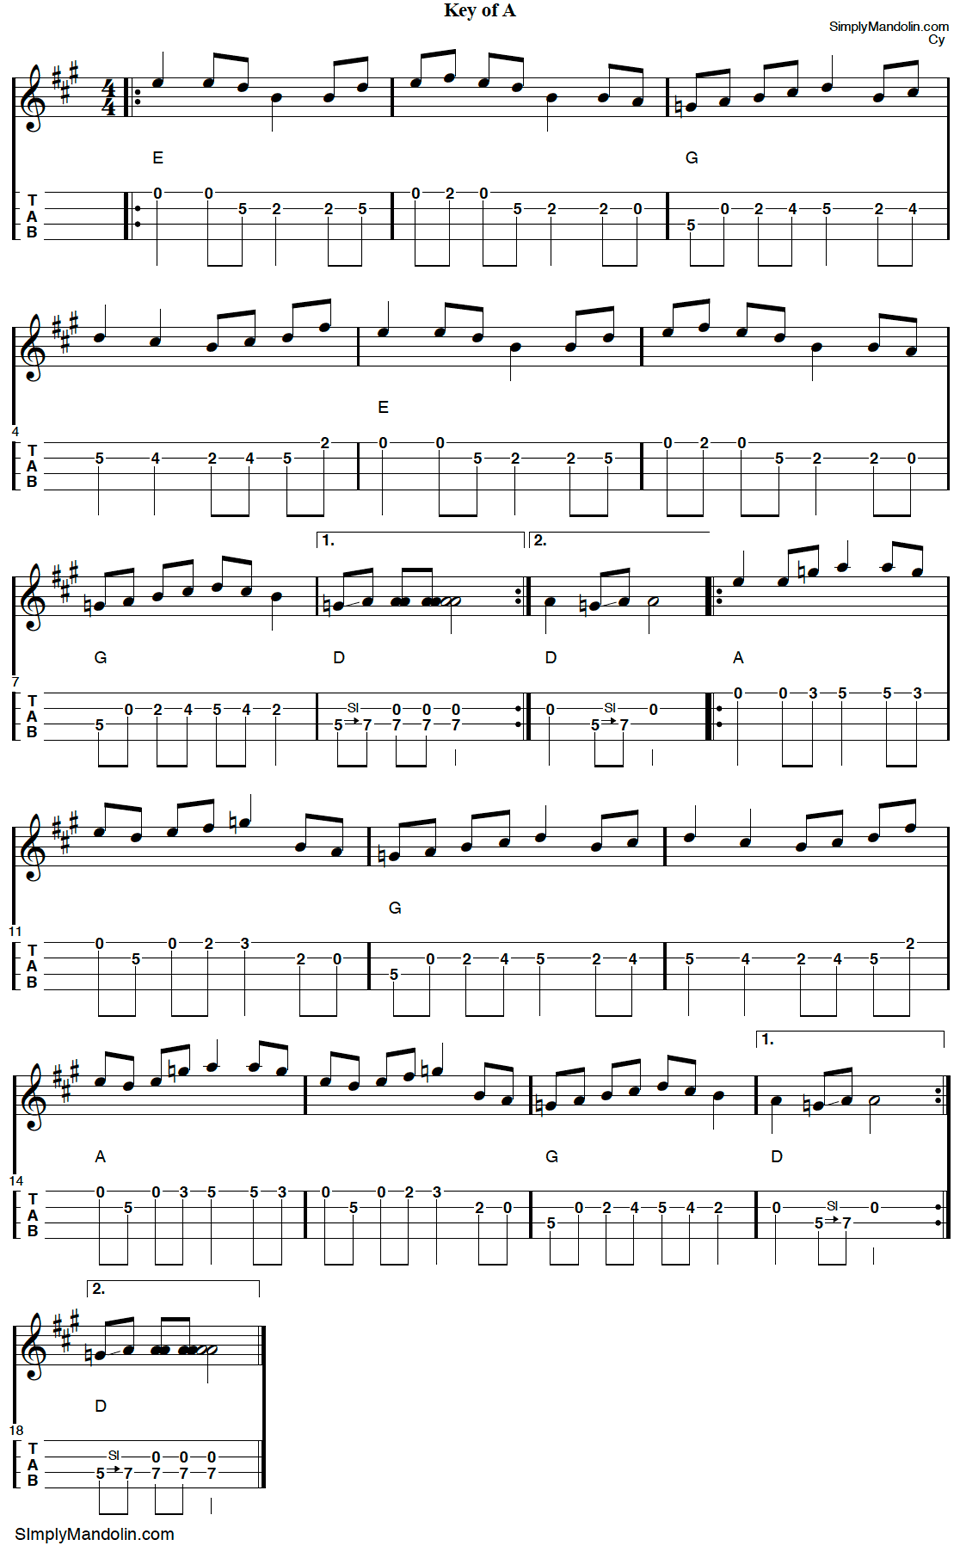 Key of A
SimplyMandolin.com
Cy
4
4
E G
T 0 0 0 2 0
A 5 2 2 5 5 2 2 0 0 2 4 5 2 4
B 5
E
4
T 2 0 0 0 2 0
A 5 4 2 4 5 5 2 2 5 5 2 2 0
B
1. 2.
G D D A
7
T 0 0 3 5 5 3
A 0 2 4 5 4 2 SI 0 0 0 0 SI 0
B 5 5 7 7 7 7 5 7
G
11
T 0 0 2 3 2
A 5 2 0 0 2 4 5 2 4 5 4 2 4 5
B 5
1.
A G D
14
T 0 0 3 5 5 3 0 0 2 3
A 5 5 2 0 0 2 4 5 4 2 0 SI 0
B 5 5 7
2.
D
18
T
A SI 0 0 0
B 5 7 7 7 7
SImplyMandolin.com